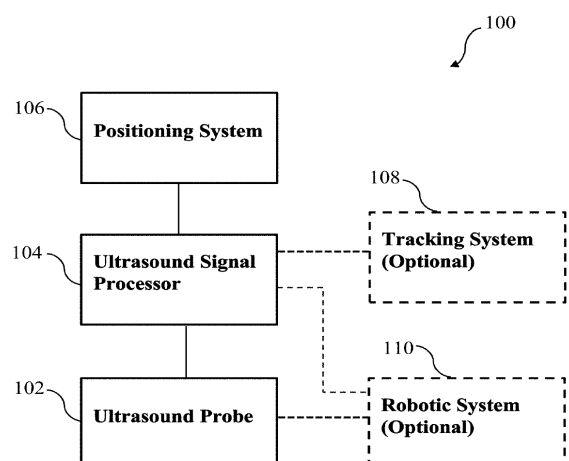 100
106
Positioning System
108
Tracking System
(Optional)
104
Ultrasound Signal
Processor
110
Robotic System
(Optional)
102
Ultrasound Probe